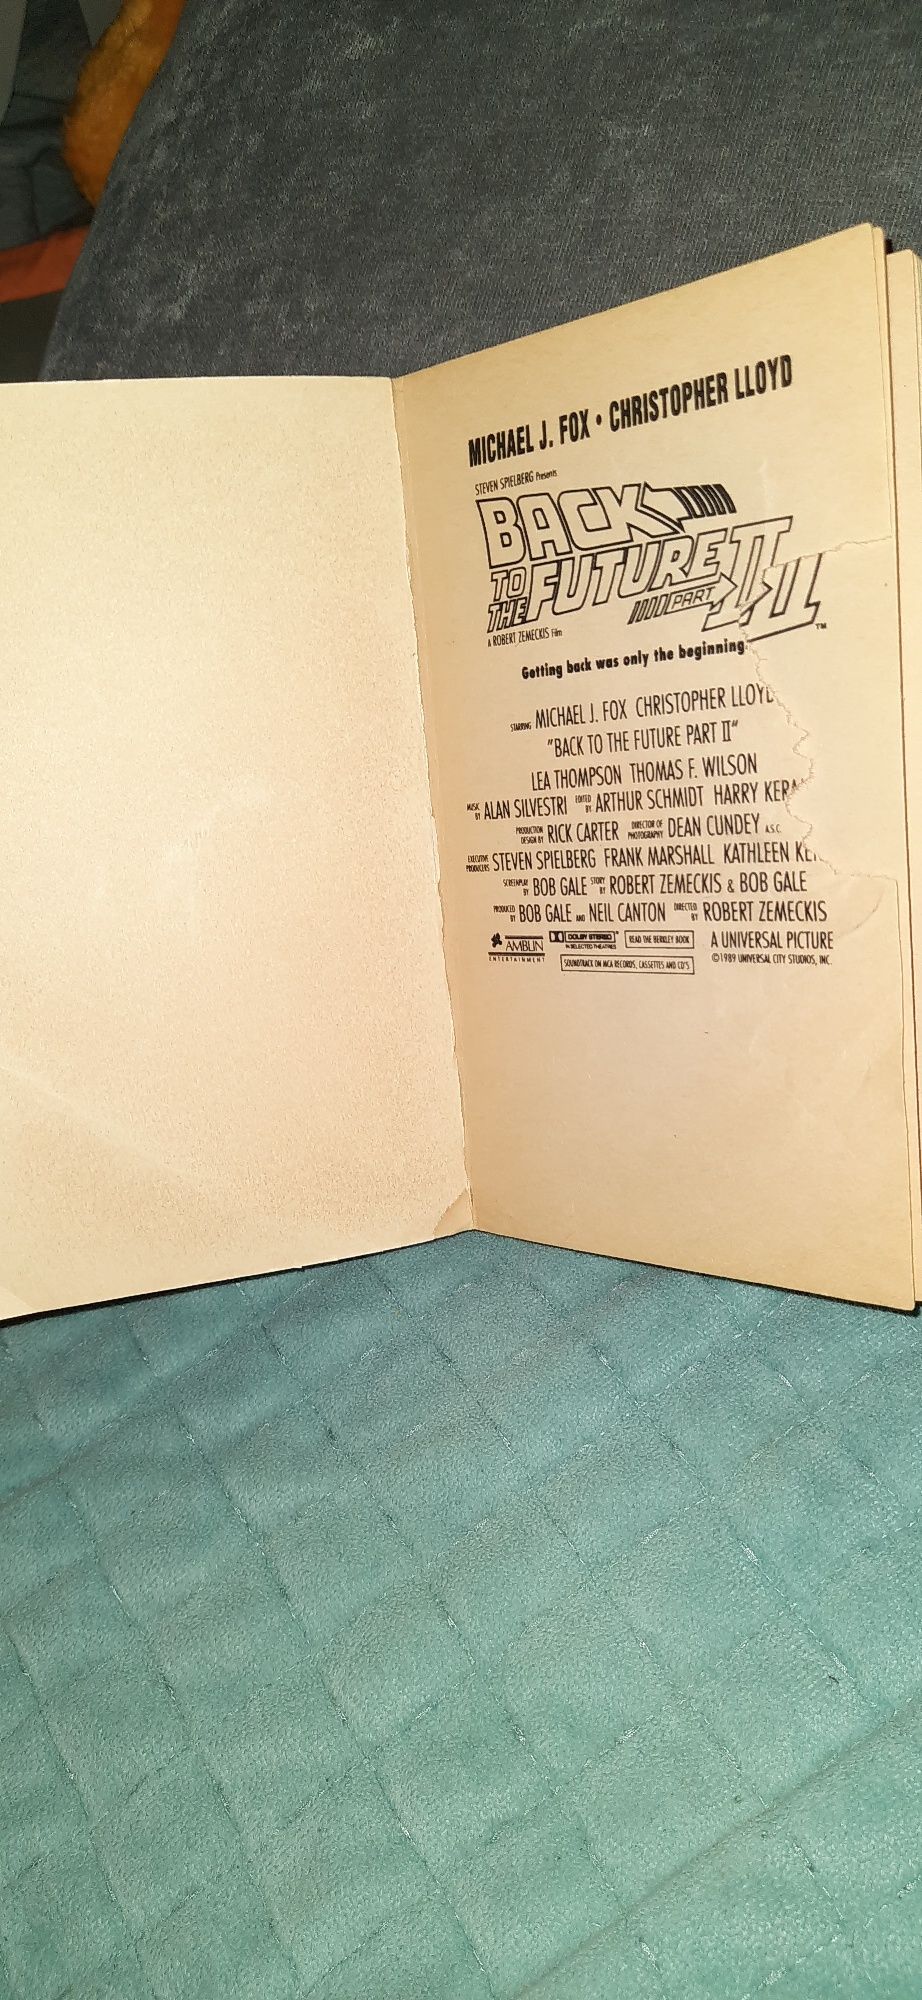 MICHAEL J. FOX • CHRISTOPHER LLOYD
STEVEN SPIELBERG Presents
BACK
TO THE FUTURE
PART II
™
A ROBERT ZEMECKIS Film
Getting back was only the beginning
STARRING MICHAEL J. FOX CHRISTOPHER LLOYD
"BACK TO THE FUTURE PART II"
LEA THOMPSON THOMAS F. WILSON
MUSIC BY ALAN SILVESTRI EDITED BY ARTHUR SCHMIDT HARRY
PRODUCTION DESIGN BY RICK CARTER DIRECTOR OF PHOTOGRAPHY DEAN CUNDEY A.S.C.
EXECUTIVE PRODUCERS STEVEN SPIELBERG FRANK MARSHALL KATHLEEN
SCREENPLAY BY BOB GALE STORY BY ROBERT ZEMECKIS & BOB GALE
PRODUCED BY BOB GALE AND NEIL CANTON DIRECTED BY ROBERT ZEMECKIS
AMBLIN ENTERTAINMENT DOLBY STEREO IN SELECTED THEATRES READ THE BERKLEY BOOK A UNIVERSAL PICTURE
SOUNDTRACK ON MCA RECORDS, CASSETTES AND CD'S ©1989 UNIVERSAL CITY STUDIOS, INC.